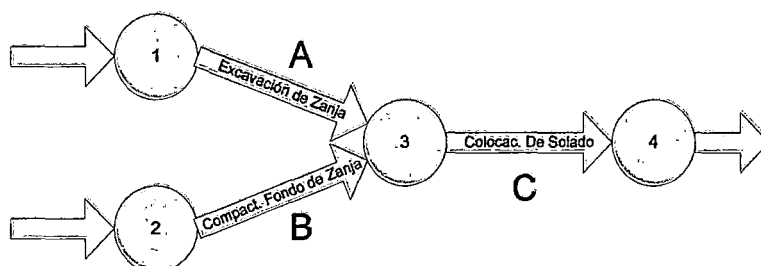 1
A
Excavación de Zanja
3
Colocac. De Solado
4
C
2
Compact. Fondo de Zanja
B